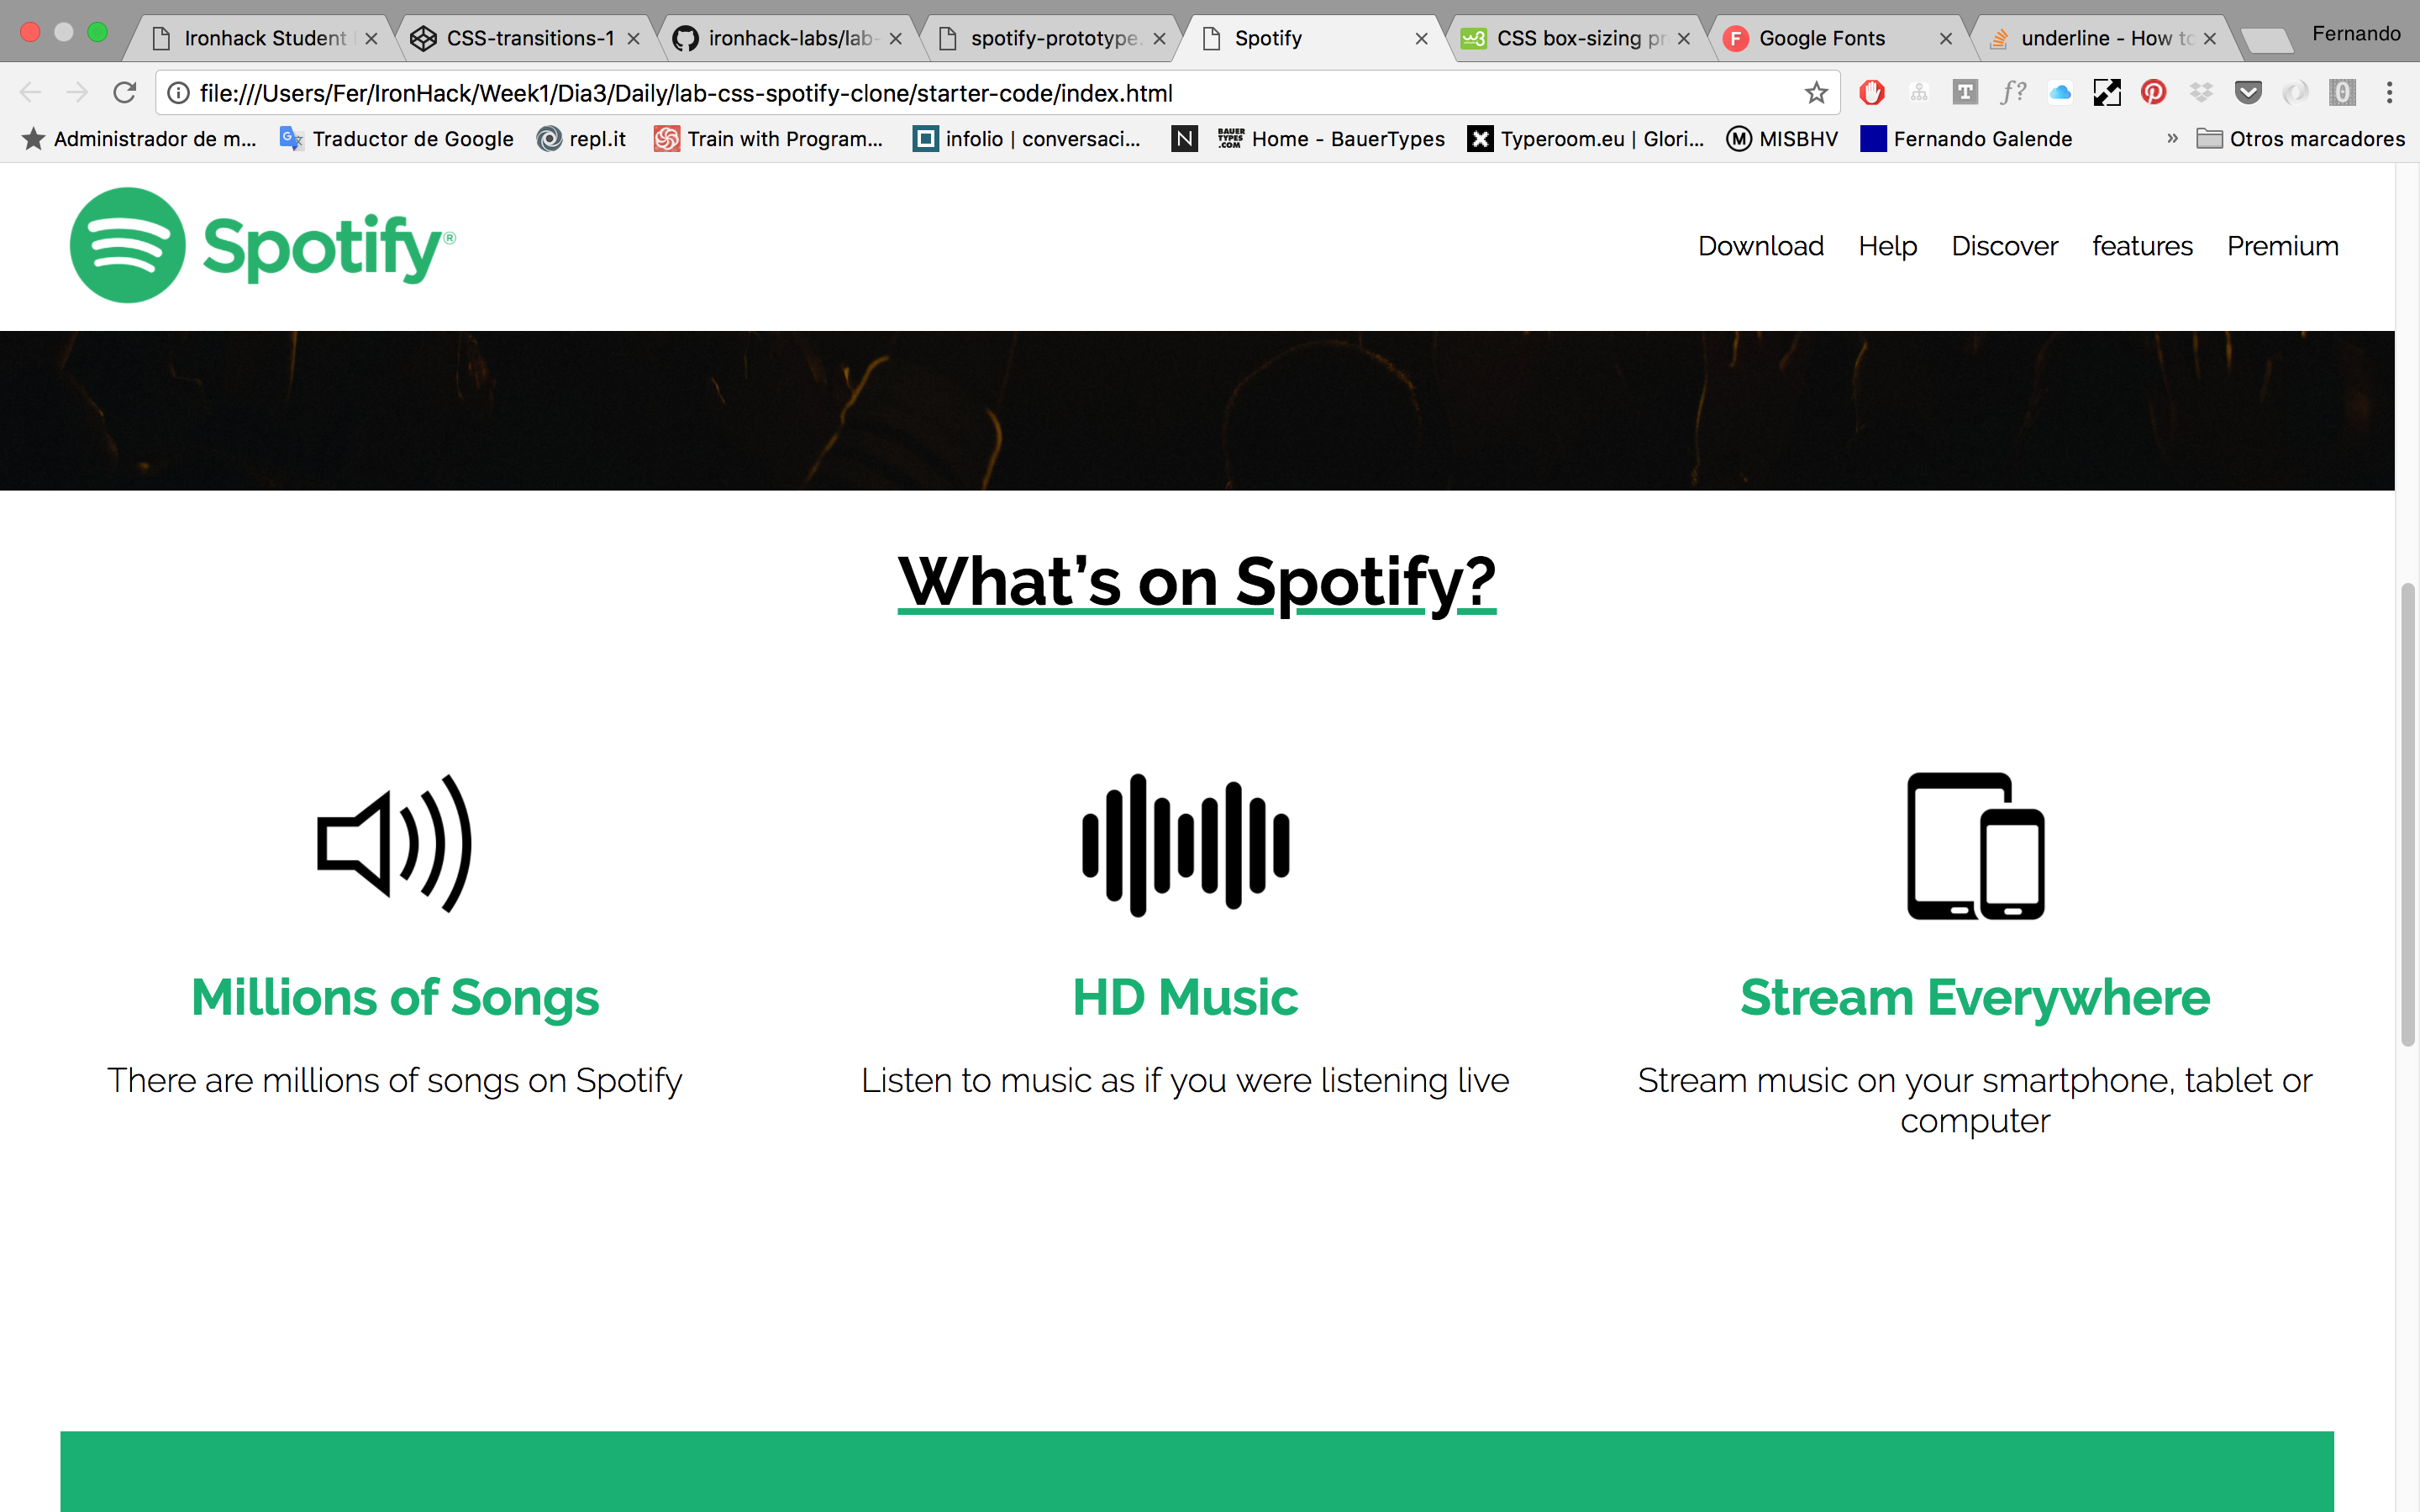 Ironhack Student
CSS-transitions-1
ironhack-labs/lab-
spotify-prototype.
Spotify
CSS box-sizing pr
Google Fonts
underline - How to
Fernando
file:///Users/Fer/IronHack/Week1/Dia3/Daily/lab-css-spotify-clone/starter-code/index.html
Administrador de m...
Traductor de Google
repl.it
Train with Program...
infolio | conversaci...
N
BAUER TYPES .COM
Home - BauerTypes
Typeroom.eu | Glori...
M
MISBHV
Fernando Galende
»
Otros marcadores
Spotify®
Download Help Discover features Premium
What’s on Spotify?
Millions of Songs
HD Music
Stream Everywhere
There are millions of songs on Spotify
Listen to music as if you were listening live
Stream music on your smartphone, tablet or
computer